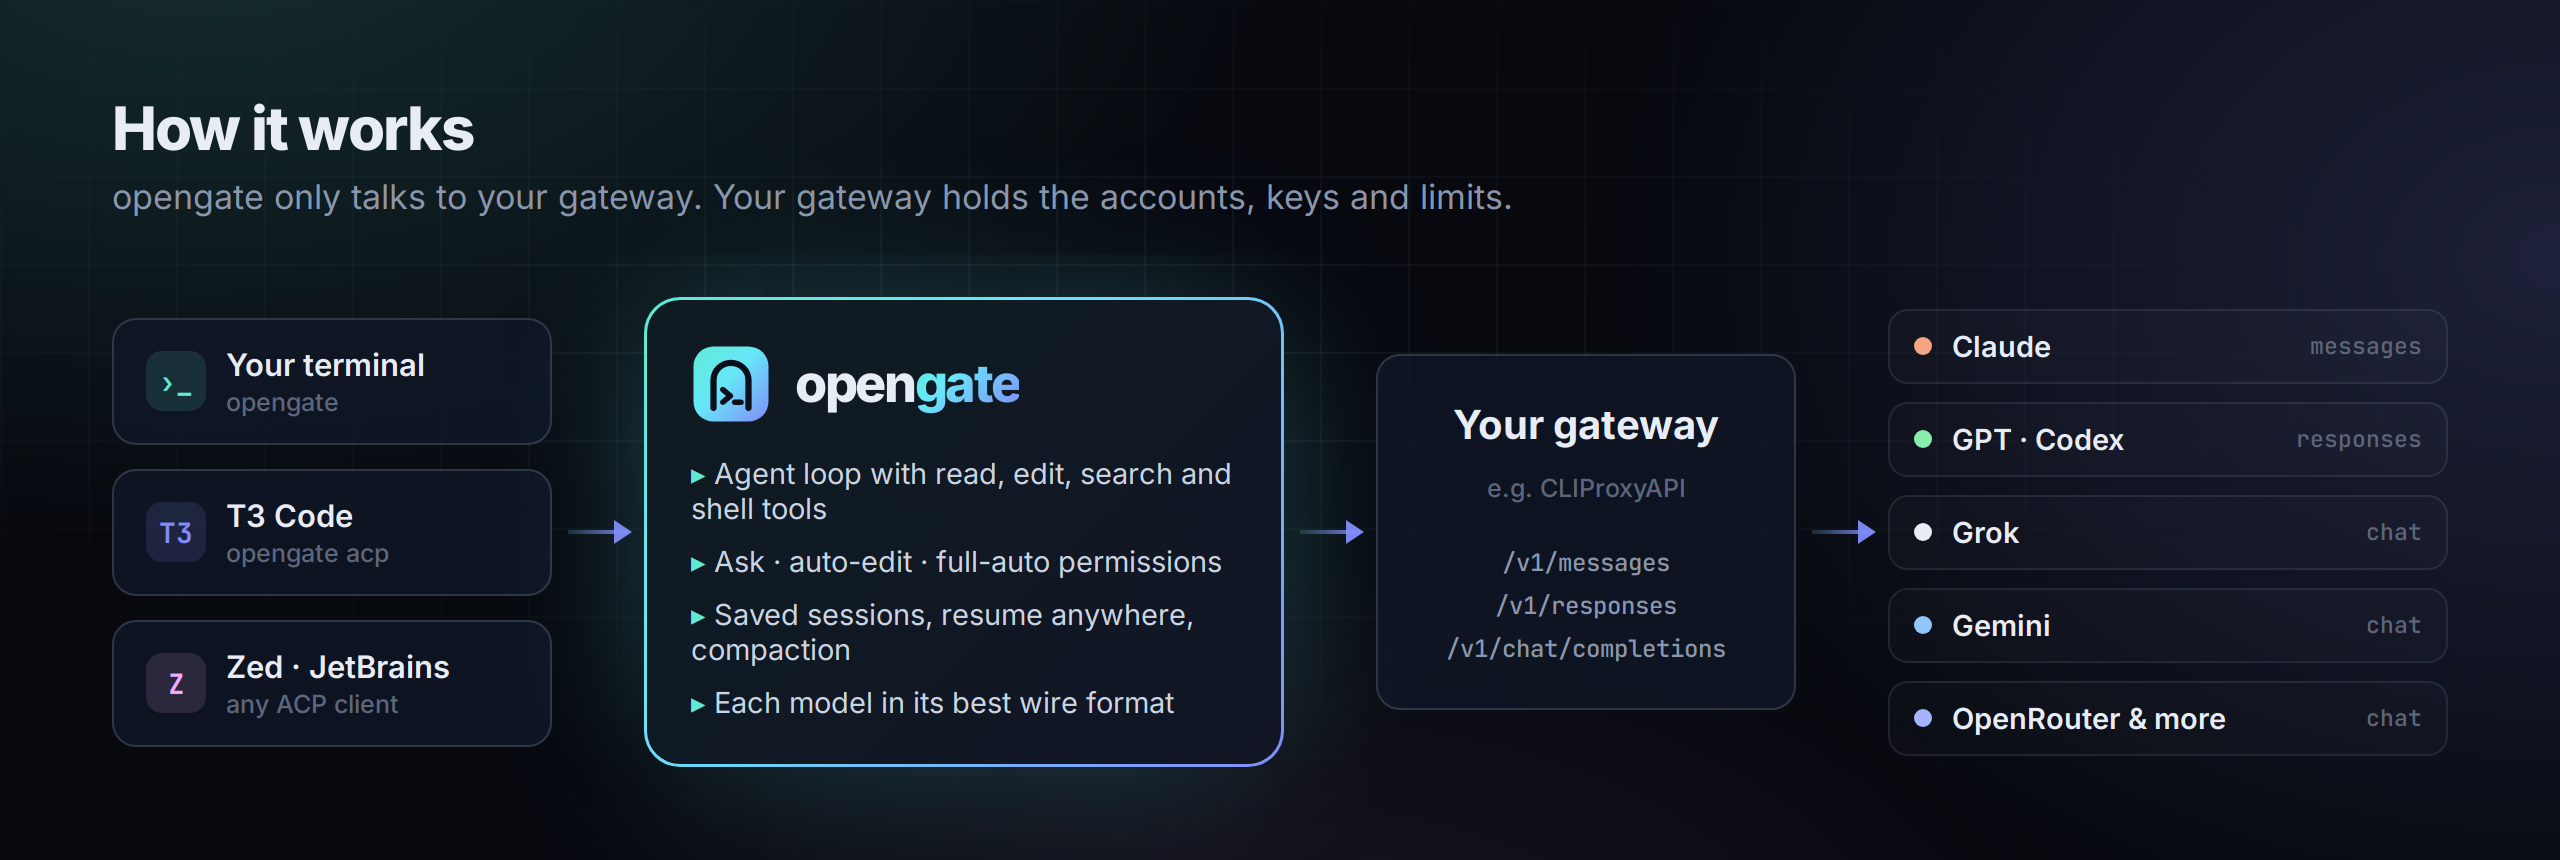 How it works
opengate only talks to your gateway. Your gateway holds the accounts, keys and limits.
›_
Your terminal
opengate
T3
T3 Code
opengate acp
Z
Zed · JetBrains
any ACP client
opengate
▸ Agent loop with read, edit, search and
shell tools
▸ Ask · auto-edit · full-auto permissions
▸ Saved sessions, resume anywhere,
compaction
▸ Each model in its best wire format
Your gateway
e.g. CLIProxyAPI
/v1/messages
/v1/responses
/v1/chat/completions
Claude messages
GPT · Codex responses
Grok chat
Gemini chat
OpenRouter & more chat